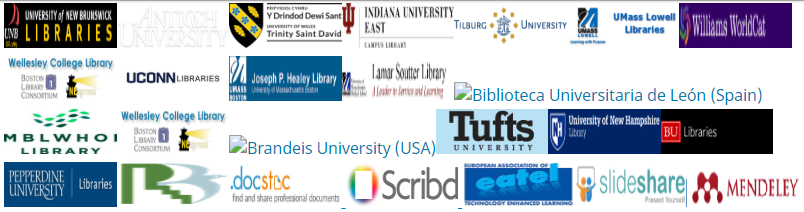 UNIVERSITY OF NEW BRUNSWICK
UNB LIBRARIES
ANTIOCH UNIVERSITY
PRIFYSGOL CYMRU
Y Drindod Dewi Sant
UNIVERSITY OF WALES
Trinity Saint David
INDIANA UNIVERSITY
EAST
CAMPUS LIBRARY
TILBURG UNIVERSITY
UMASS
LOWELL
Learning with Purpose
UMass Lowell
Libraries
Williams WorldCat
Wellesley College Library
BOSTON
LIBRARY
CONSORTIUM
UCONN LIBRARIES
UMASS
BOSTON
Joseph P. Healey Library
University of Massachusetts Boston
Lamar Soutter Library
A Leader in Service and Learning
Biblioteca Universitaria de León (Spain)
MBLWHOI
LIBRARY
Wellesley College Library
BOSTON
LIBRARY
CONSORTIUM
Brandeis University (USA)
Tufts
UNIVERSITY
University of New Hampshire
Library
BU Libraries
PEPPERDINE
UNIVERSITY
Libraries
.docstoc
find and share professional documents
Scribd
EUROPEAN ASSOCIATION OF
eatel
TECHNOLOGY ENHANCED LEARNING
slideshare
Present Yourself
MENDELEY